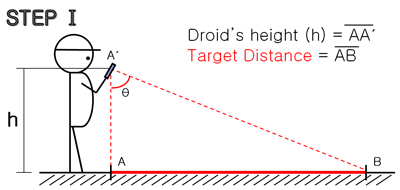 STEP I
Droid's height (h) = AA′
Target Distance = AB
A′
θ
h
A
B